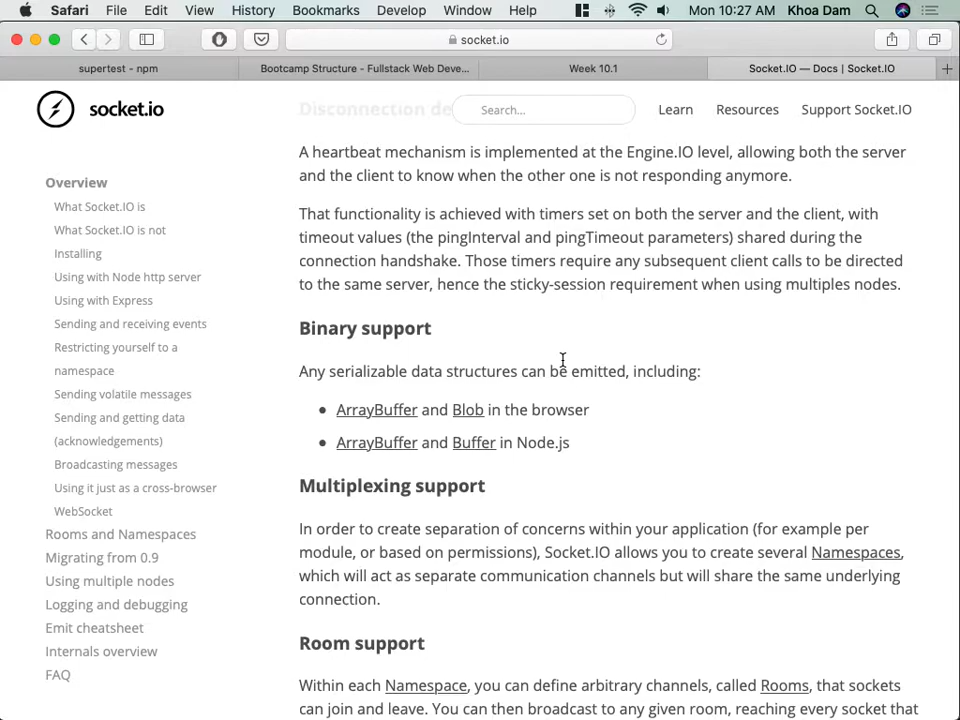 Safari File Edit View History Bookmarks Develop Window Help Mon 10:27 AM Khoa Dam
socket.io
supertest - npm
Bootcamp Structure - Fullstack Web Deve...
Week 10.1
Socket.IO — Docs | Socket.IO
socket.io
Disconnection de
Search...
Learn Resources Support Socket.IO
Overview
What Socket.IO is
What Socket.IO is not
Installing
Using with Node http server
Using with Express
Sending and receiving events
Restricting yourself to a
namespace
Sending volatile messages
Sending and getting data
(acknowledgements)
Broadcasting messages
Using it just as a cross-browser
WebSocket
Rooms and Namespaces
Migrating from 0.9
Using multiple nodes
Logging and debugging
Emit cheatsheet
Internals overview
FAQ
A heartbeat mechanism is implemented at the Engine.IO level, allowing both the server
and the client to know when the other one is not responding anymore.
That functionality is achieved with timers set on both the server and the client, with
timeout values (the pingInterval and pingTimeout parameters) shared during the
connection handshake. Those timers require any subsequent client calls to be directed
to the same server, hence the sticky-session requirement when using multiples nodes.
Binary support
Any serializable data structures can be emitted, including:
• ArrayBuffer and Blob in the browser
• ArrayBuffer and Buffer in Node.js
Multiplexing support
In order to create separation of concerns within your application (for example per
module, or based on permissions), Socket.IO allows you to create several Namespaces,
which will act as separate communication channels but will share the same underlying
connection.
Room support
Within each Namespace, you can define arbitrary channels, called Rooms, that sockets
can join and leave. You can then broadcast to any given room, reaching every socket that